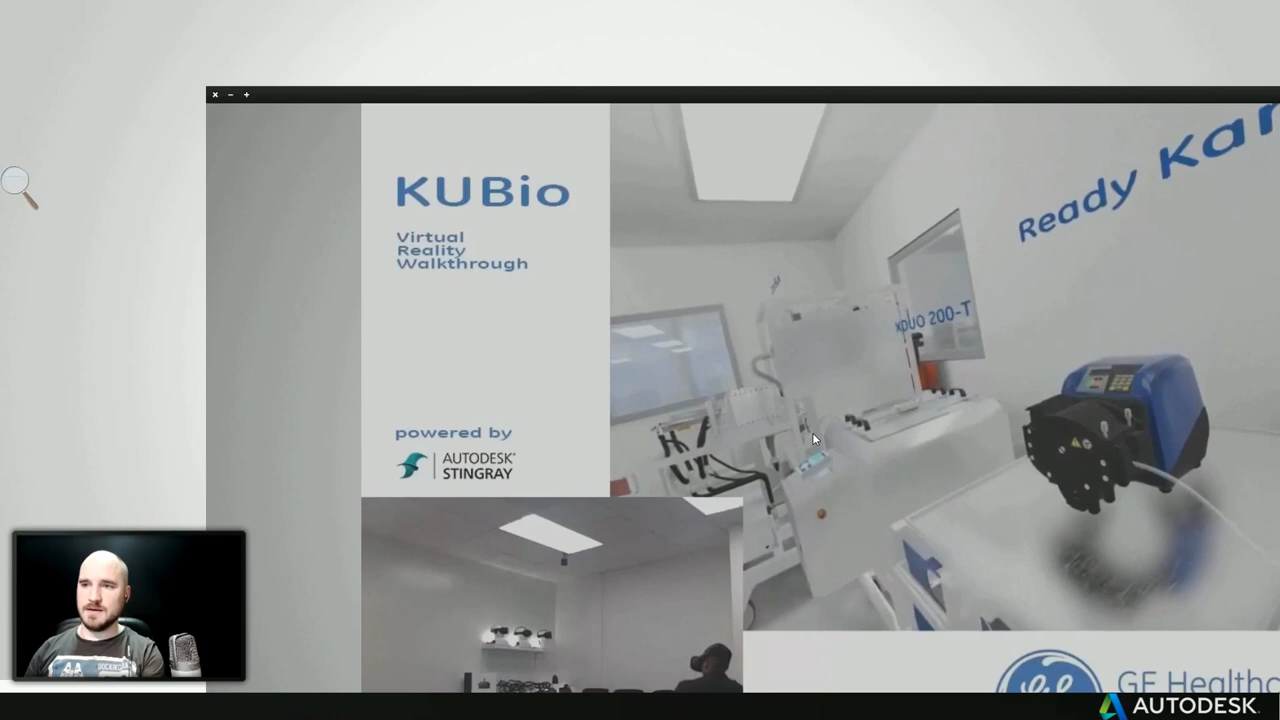 KUBio
Virtual
Reality
Walkthrough
Ready Kar
XDUO 200-T
powered by
AUTODESK
STINGRAY
GE Healthc
AUTODESK.